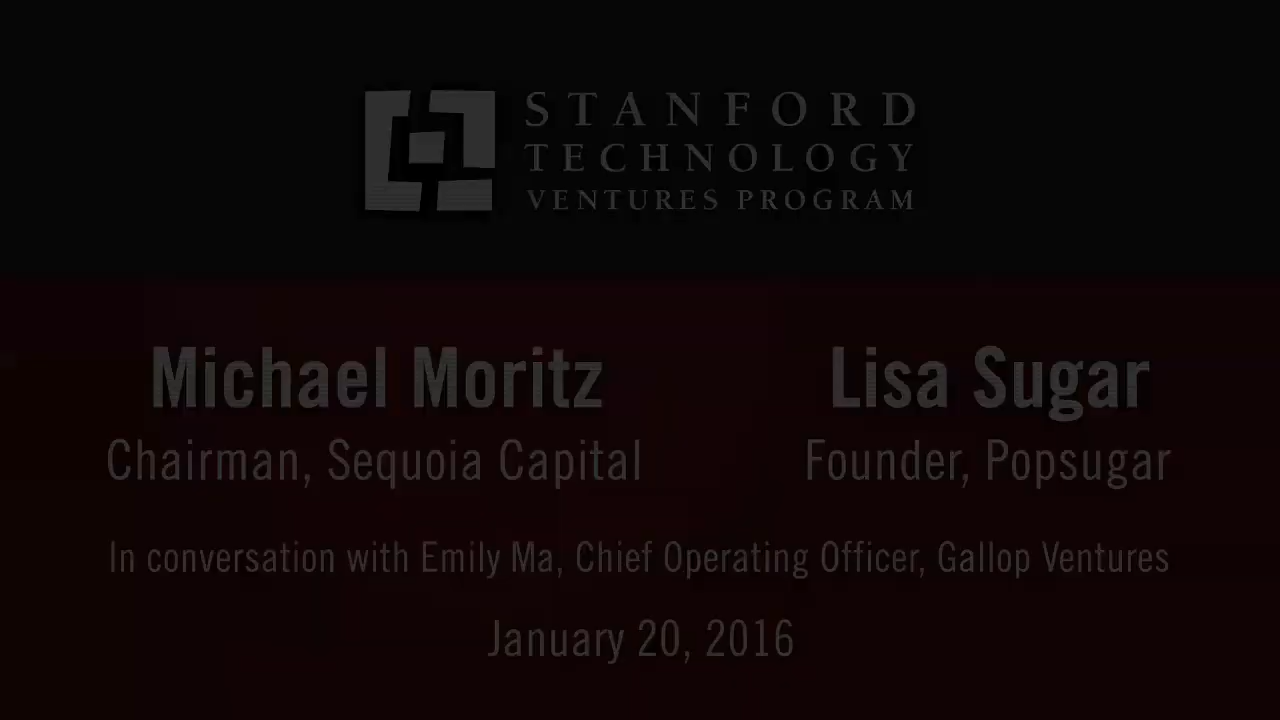 STANFORD
TECHNOLOGY
VENTURES PROGRAM
Michael Moritz
Chairman, Sequoia Capital
Lisa Sugar
Founder, Popsugar
In conversation with Emily Ma, Chief Operating Officer, Gallop Ventures
January 20, 2016